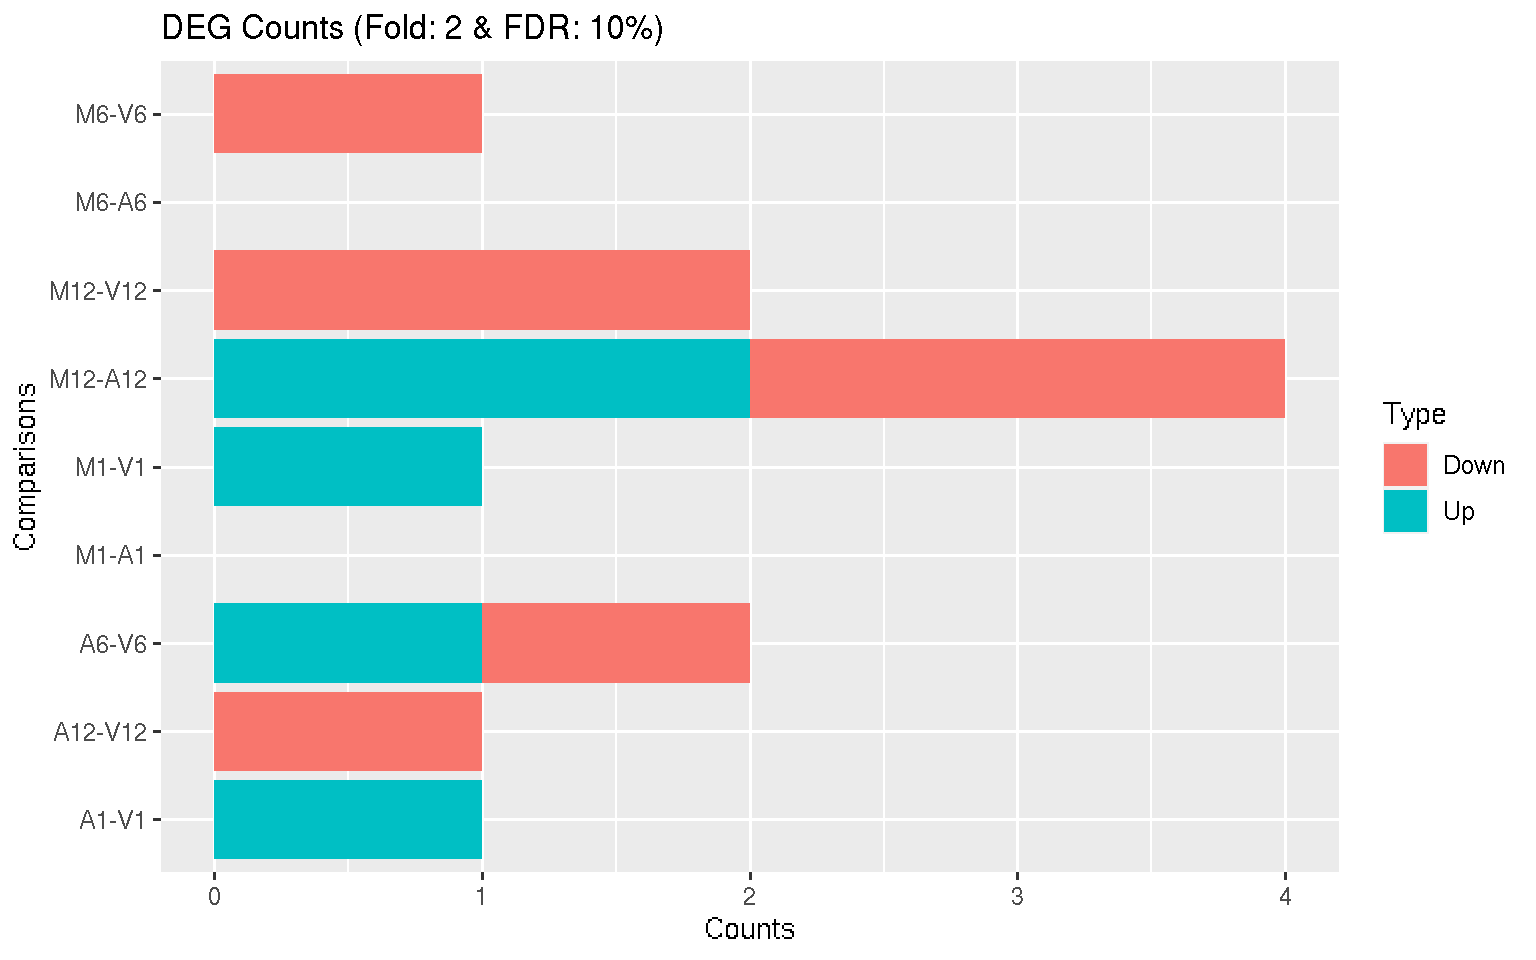 DEG Counts (Fold: 2 & FDR: 10%)
M6-V6
M6-A6
M12-V12
M12-A12
M1-V1
M1-A1
A6-V6
A12-V12
A1-V1
Comparisons
0 1 2 3 4
Counts
Type
Down
Up